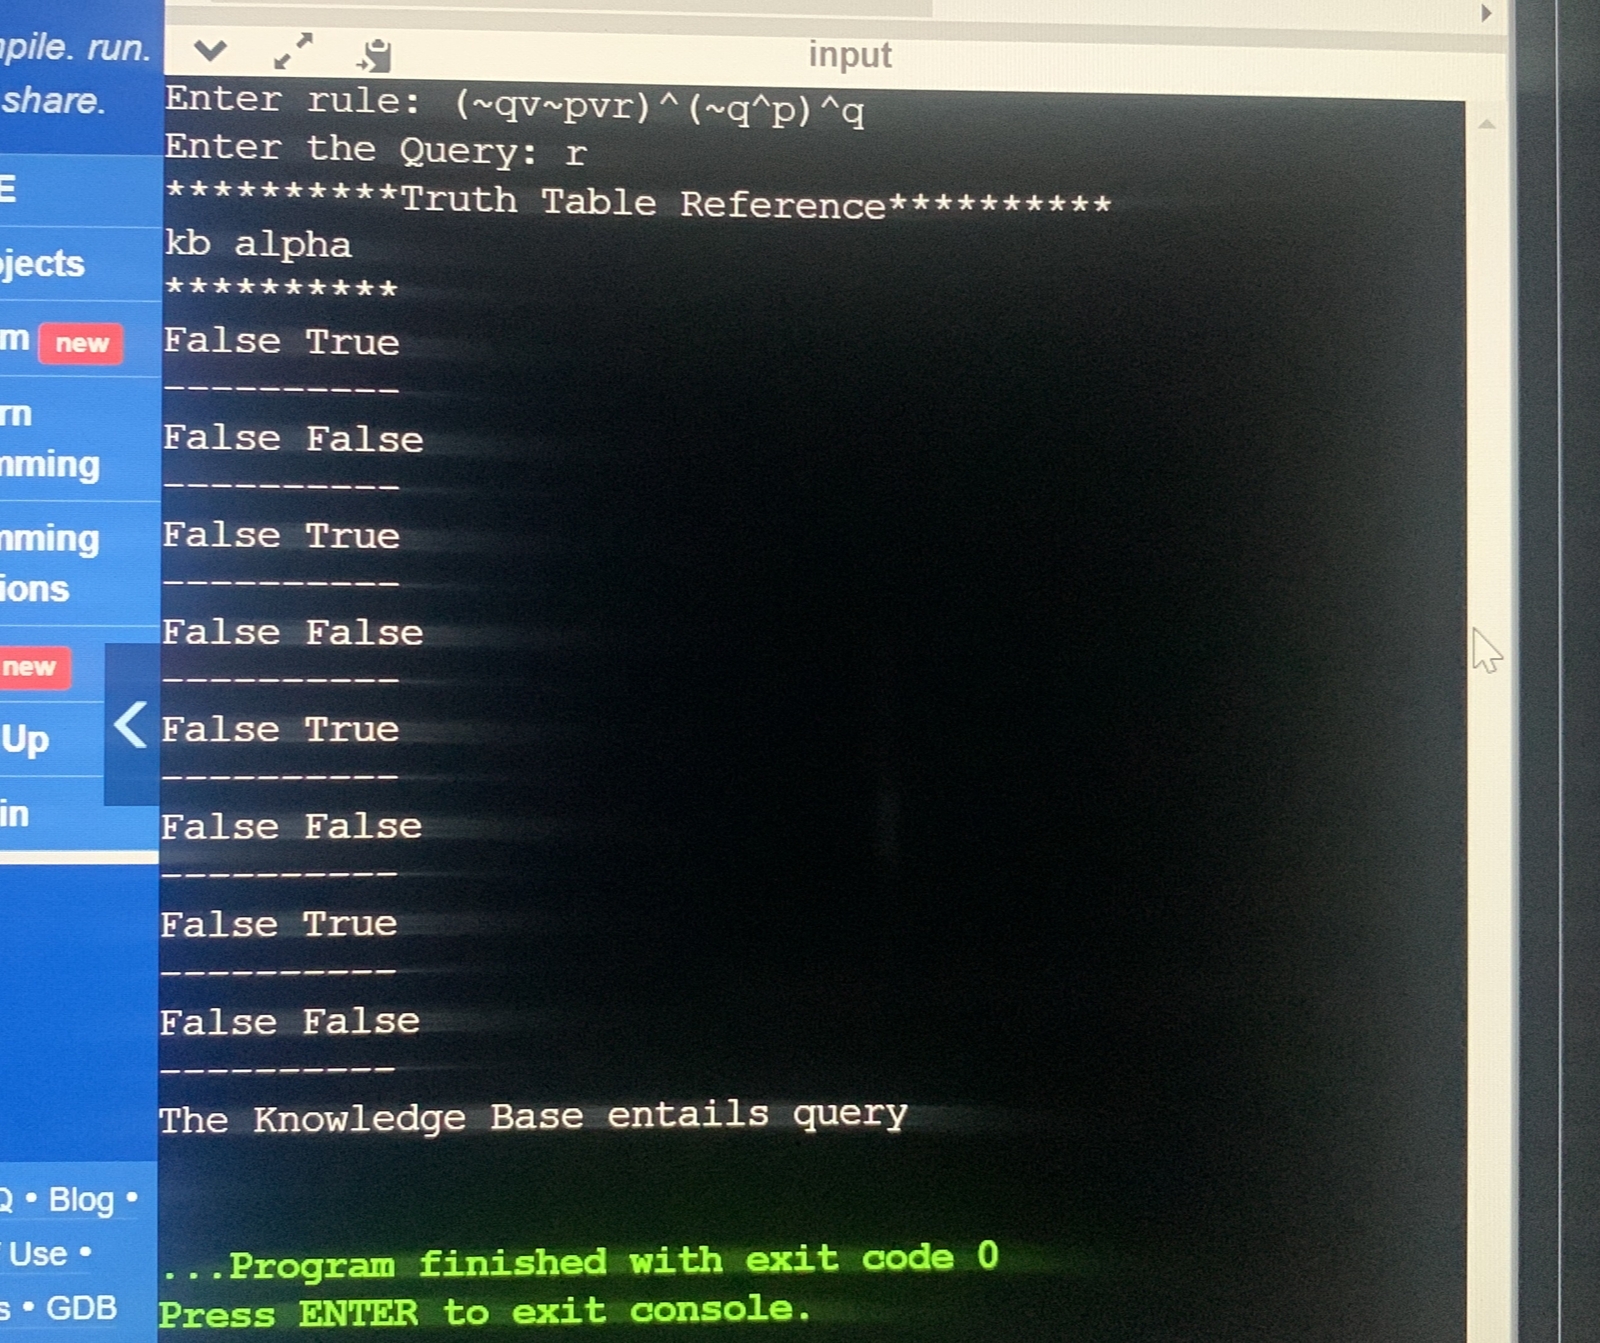 pile. run.
share.
E
jects
m new
rn
mming
mming
ions
new
Up
in
Q • Blog •
Use •
s • GDB
input
Enter rule: (~qv~pvr)^(~q^p)^q
Enter the Query: r
**********Truth Table Reference**********
kb alpha
**********
False True
----------
False False
----------
False True
----------
False False
----------
False True
----------
False False
----------
False True
----------
False False
----------
The Knowledge Base entails query
...Program finished with exit code 0
Press ENTER to exit console.